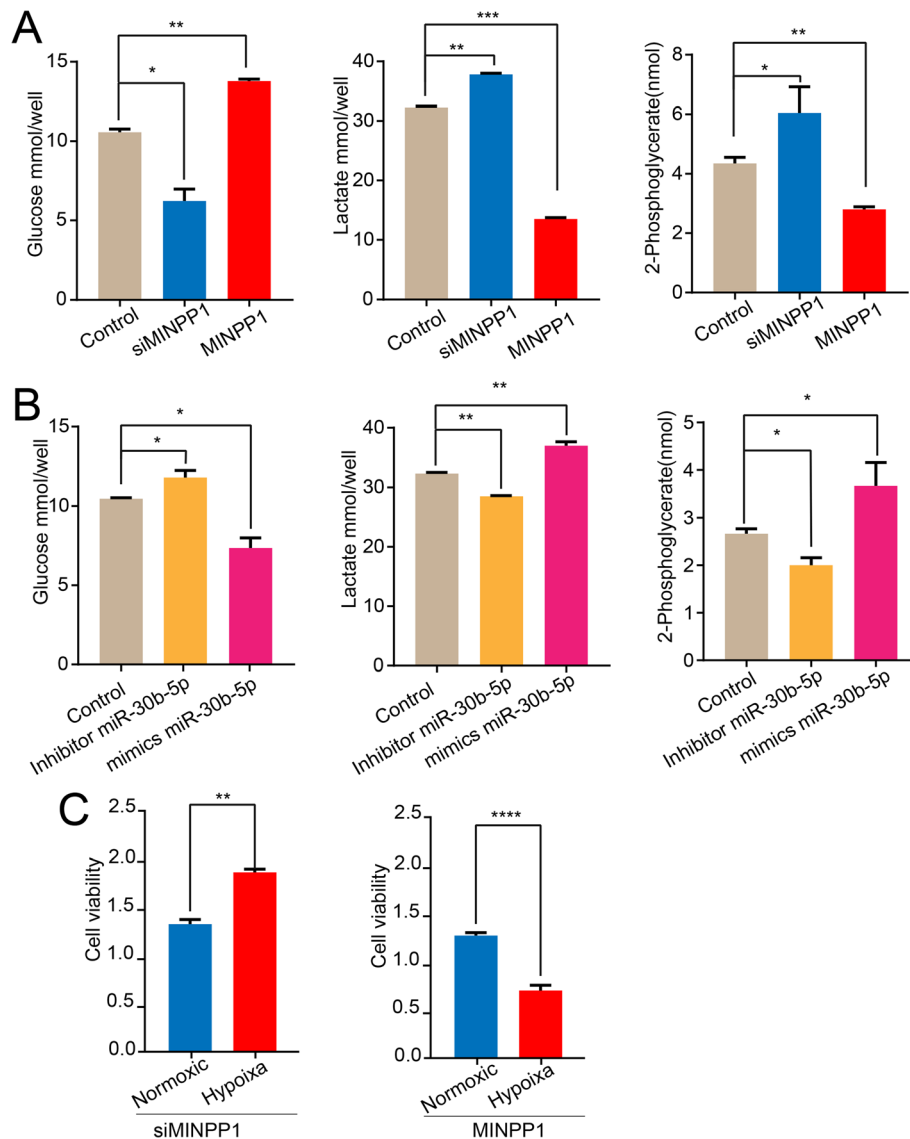 A
Glucose mmol/well
15
10
5
0
**
*
Control
siMINPP1
MINPP1
Lactate mmol/well
40
30
20
10
0
***
**
Control
siMINPP1
MINPP1
2-Phosphoglycerate(nmol)
8
6
4
2
0
**
*
Control
siMINPP1
MINPP1
B
Glucose mmol/well
15
10
5
0
*
*
Control
Inhibitor miR-30b-5p
mimics miR-30b-5p
Lactate mmol/well
40
30
20
10
0
**
**
Control
Inhibitor miR-30b-5p
mimics miR-30b-5p
2-Phosphoglycerate(nmol)
5
4
3
2
1
0
*
*
Control
Inhibitor miR-30b-5p
mimics miR-30b-5p
C
Cell viability
2.5
2.0
1.5
1.0
0.5
0.0
**
Normoxic
Hypoixa
siMINPP1
Cell viability
2.5
2.0
1.5
1.0
0.5
0.0
****
Normoxic
Hypoixa
MINPP1